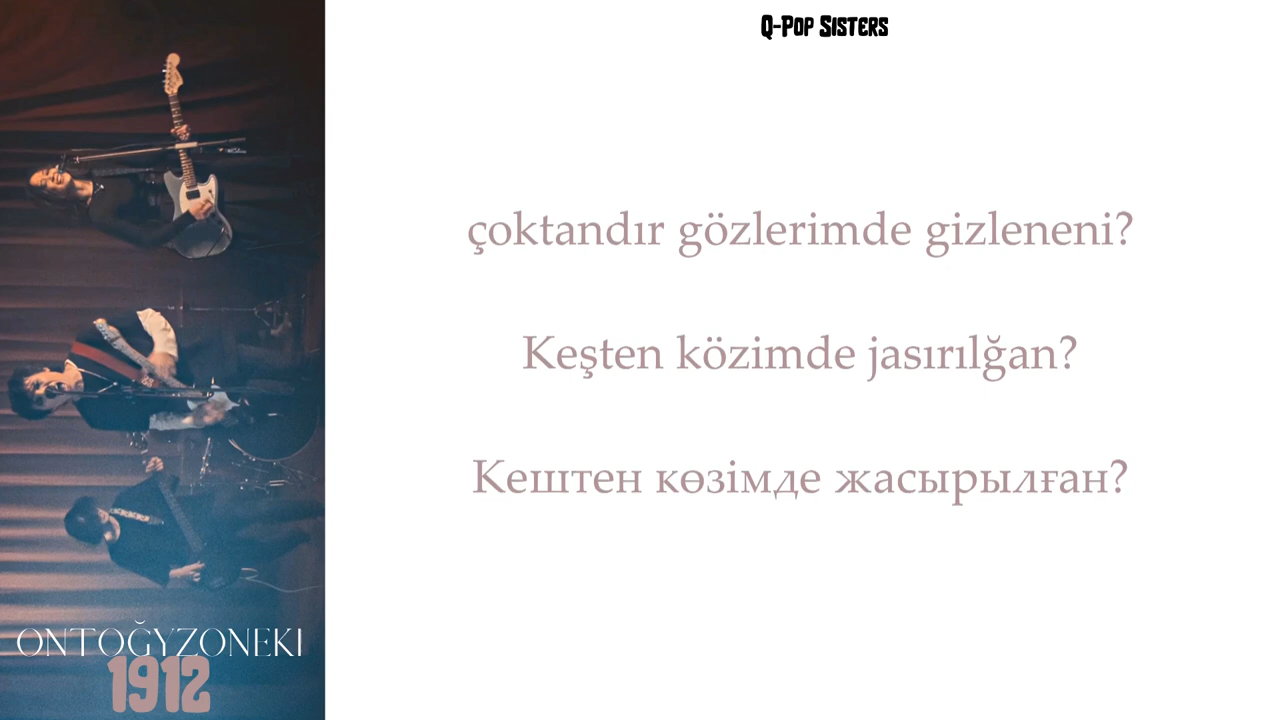 Q-Pop Sisters
çoktandır gözlerimde gizleneni?
Keşten közimde jasırılğan?
Кештен көзімде жасырылған?
ONTOĞYZONEKI
1912